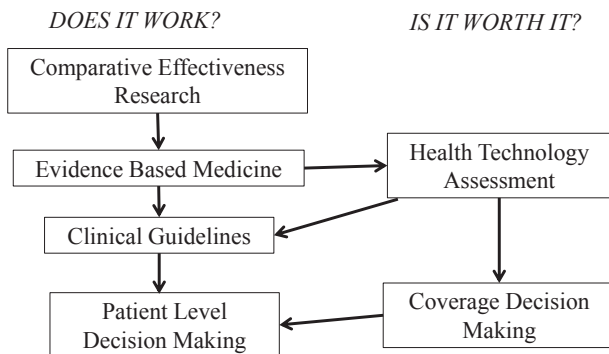 DOES IT WORK?
IS IT WORTH IT?
Comparative Effectiveness
Research
Evidence Based Medicine
Health Technology
Assessment
Clinical Guidelines
Patient Level
Decision Making
Coverage Decision
Making